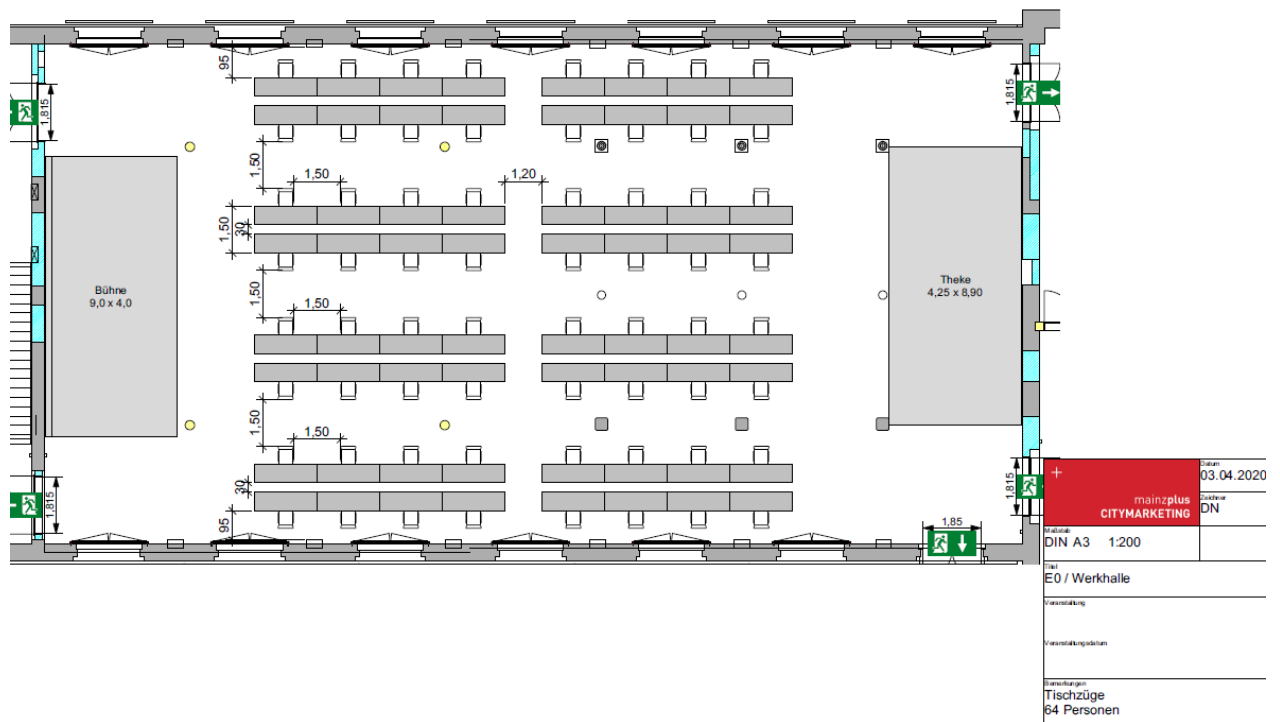 95
1,815
1,815
1,50
1,50
1,20
1,50
30
Bühne
9,0 x 4,0
Theke
4,25 x 8,90
1,50
1,50
1,50
1,50
30
95
1,815
1,815
1,85
mainzplus
CITYMARKETING
Datum
03.04.2020
Zeichner
DN
Maßstab
DIN A3 1:200
Titel
E0 / Werkhalle
Veranstaltung
Veranstaltungsdatum
Bemerkungen
Tischzüge
64 Personen